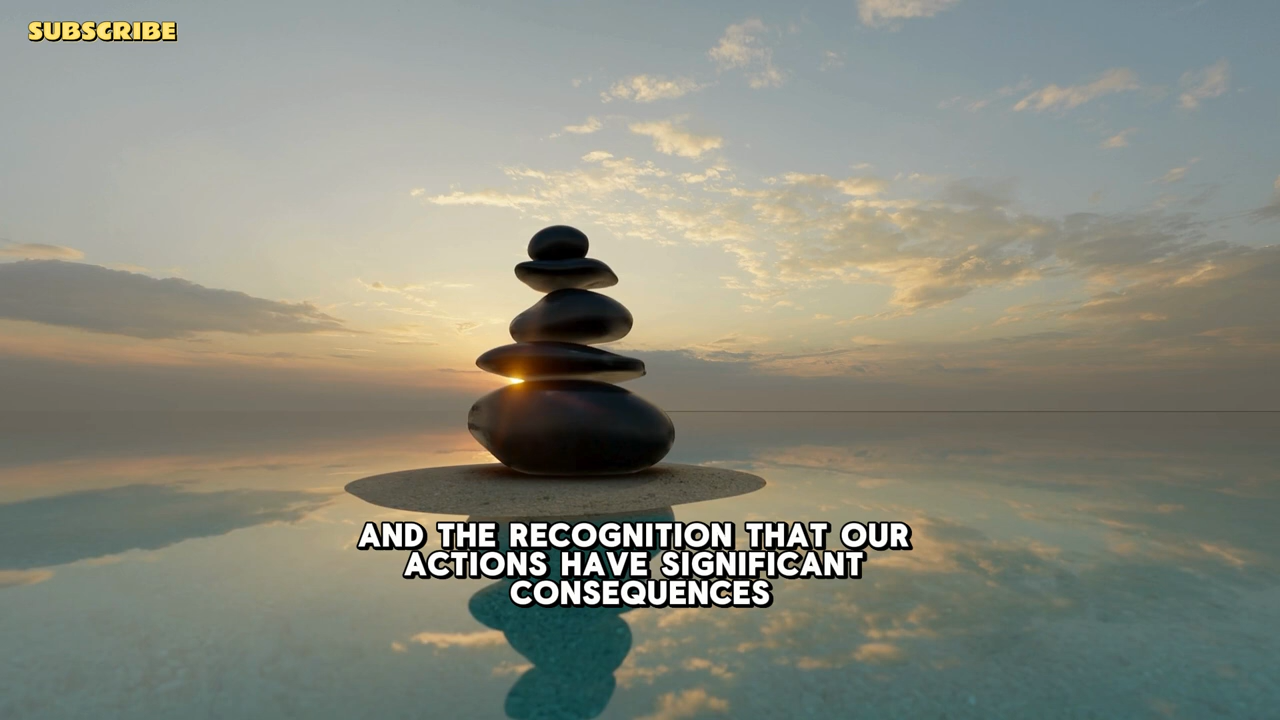 SUBSCRIBE
AND THE RECOGNITION THAT OUR
ACTIONS HAVE SIGNIFICANT
CONSEQUENCES